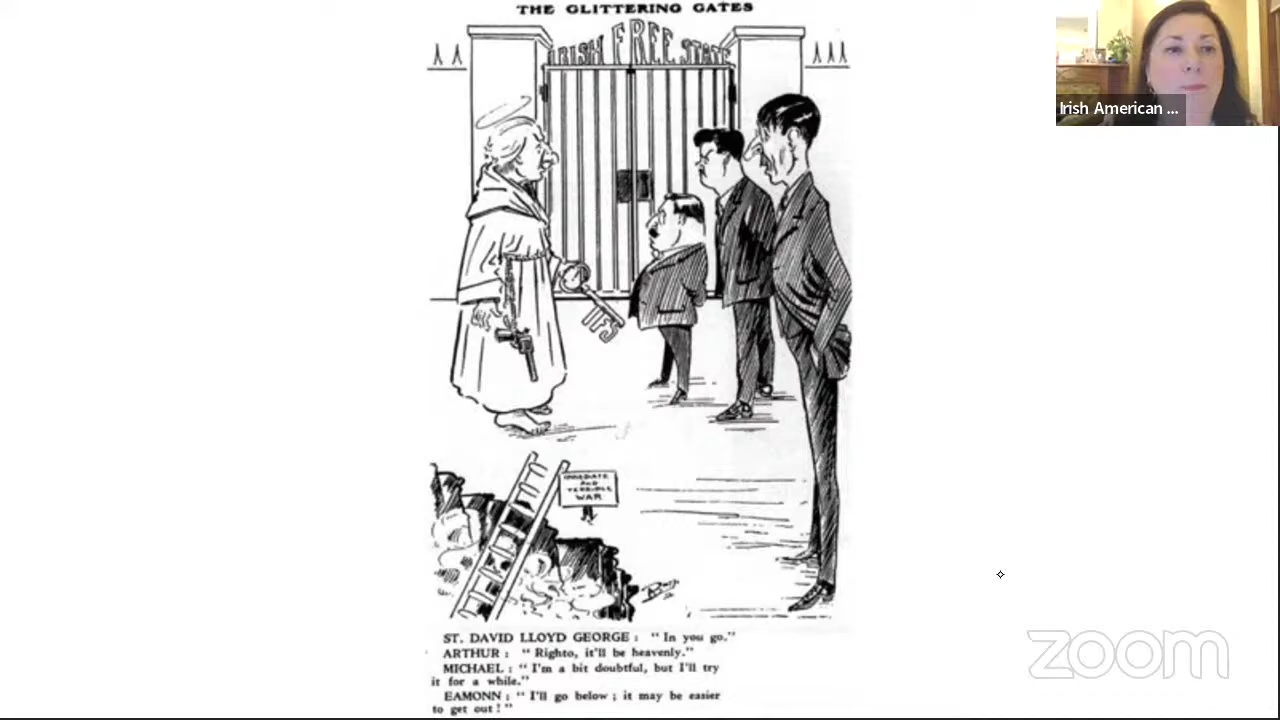 THE GLITTERING GATES
IRISH FREE STATE
Irish American ...
IMMEDIATE
AND
TERRIBLE
WAR
ST. DAVID LLOYD GEORGE : "In you go."
ARTHUR : "Righto, it'll be heavenly."
MICHAEL : "I'm a bit doubtful, but I'll try
it for a while."
EAMONN : "I'll go below ; it may be easier
to get out!"
zoom